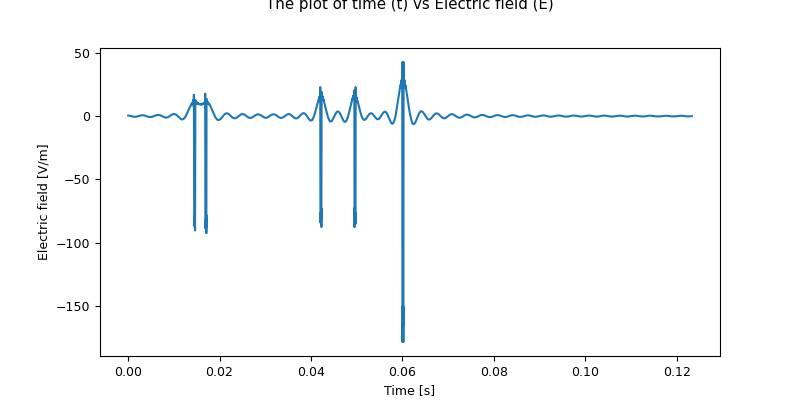 The plot of time (t) vs Electric field (E)
50
0
−50
−100
−150
Electric field [V/m]
0.00 0.02 0.04 0.06 0.08 0.10 0.12
Time [s]